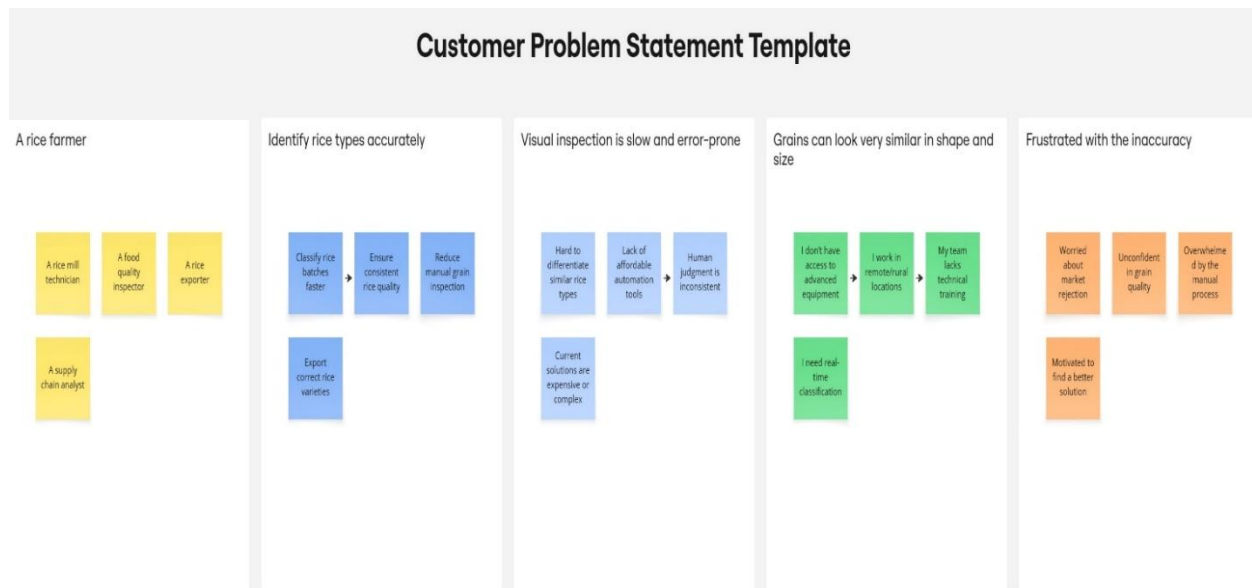 Customer Problem Statement Template
A rice farmer
A rice mill
technician
A food
quality
inspector
A rice
exporter
A supply
chain analyst
Identify rice types accurately
Classify rice
batches
faster
Ensure
consistent
rice quality
Reduce
manual grain
inspection
Export
correct rice
varieties
Visual inspection is slow and error-prone
Hard to
differentiate
similar rice
types
Lack of
affordable
automation
tools
Human
judgment is
inconsistent
Current
solutions are
expensive or
complex
Grains can look very similar in shape and
size
I don't have
access to
advanced
equipment
I work in
remote/rural
locations
My team
lacks
technical
training
I need real-
time
classification
Frustrated with the inaccuracy
Worried
about
market
rejection
Unconfident
in grain
quality
Overwhelme
d by the
manual
process
Motivated to
find a better
solution